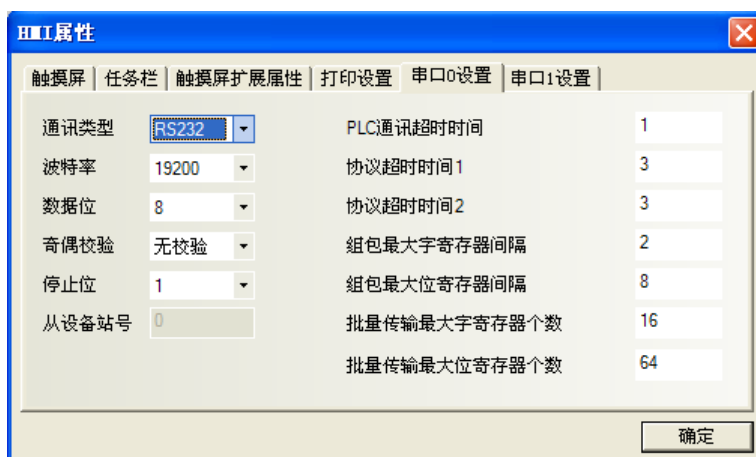 HMI属性
触摸屏 任务栏 触摸屏扩展属性 打印设置 串口0设置 串口1设置
通讯类型 RS232 PLC通讯超时时间 1
波特率 19200 协议超时时间1 3
数据位 8 协议超时时间2 3
奇偶校验 无校验 组包最大字寄存器间隔 2
停止位 1 组包最大位寄存器间隔 8
从设备站号 0 批量传输最大字寄存器个数 16
批量传输最大位寄存器个数 64
确定